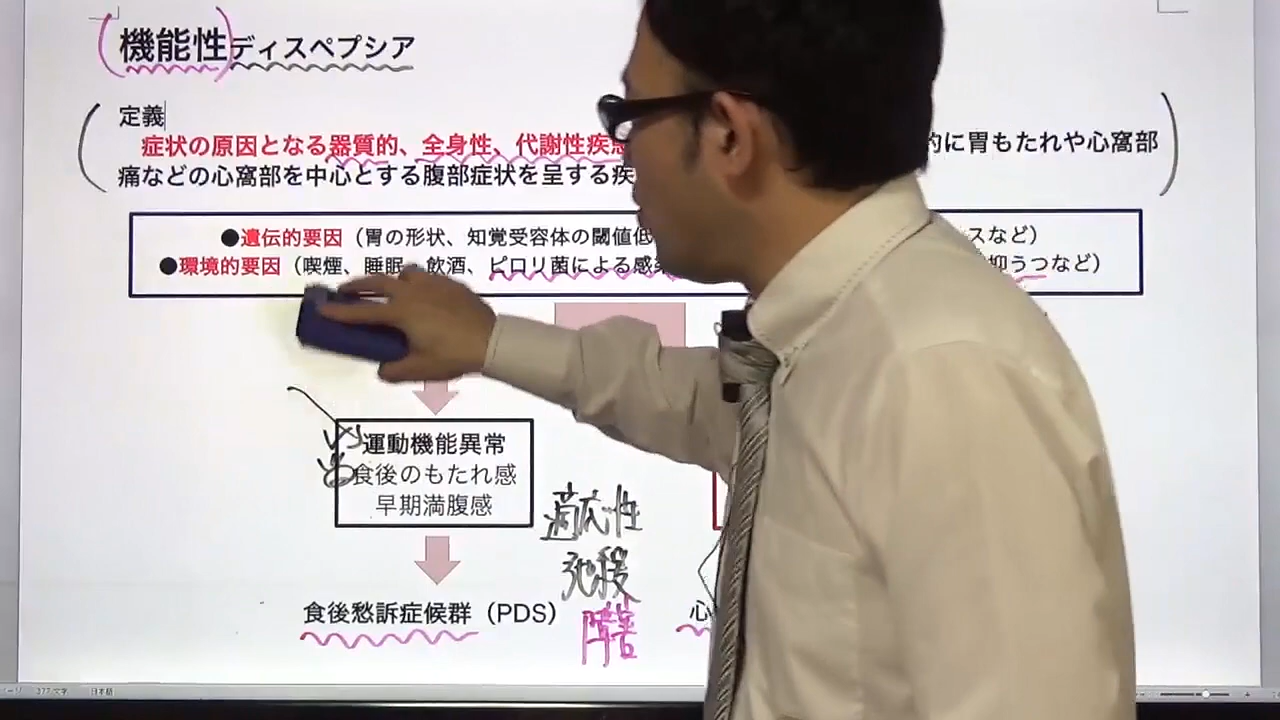 機能性ディスペプシア
定義
症状の原因となる器質的、全身性、代謝性疾 的に胃もたれや心窩部
痛などの心窩部を中心とする腹部症状を呈する疾
●遺伝的要因（胃の形状、知覚受容体の閾値低 スなど）
●環境的要因（喫煙、睡眠、飲酒、ピロリ菌による感 抑うつなど）
運動機能異常
食後のもたれ感
早期満腹感
適応性
弛緩
障害
食後愁訴症候群（PDS） 心
377 文字 日本語